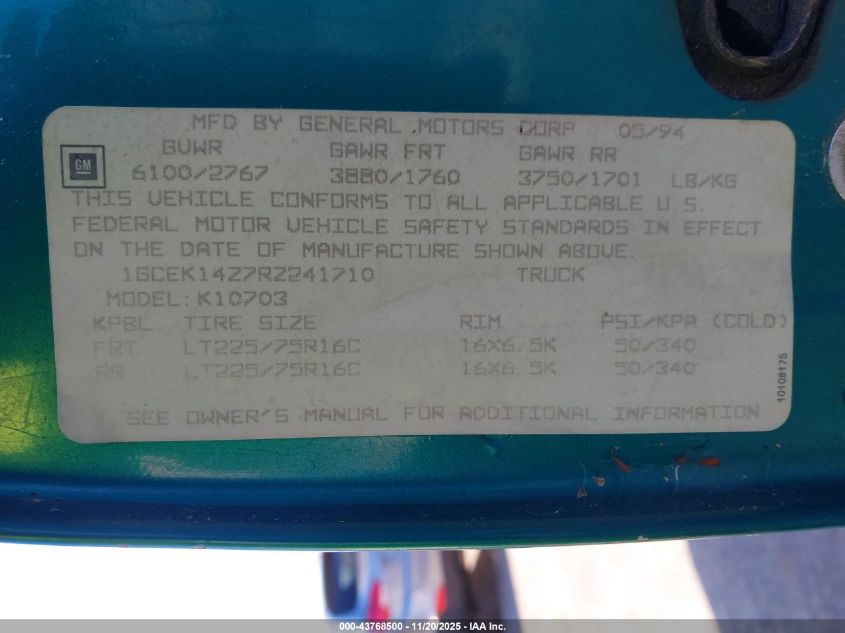 MFD BY GENERAL MOTORS CORP 05/94
GVWR GAWR FRT GAWR RR
GM 6100/2767 3880/1760 3750/1701 LB/KG
THIS VEHICLE CONFORMS TO ALL APPLICABLE U.S.
FEDERAL MOTOR VEHICLE SAFETY STANDARDS IN EFFECT
ON THE DATE OF MANUFACTURE SHOWN ABOVE.
1GCEK14Z7RZ241710 TRUCK
MODEL: K10703
KPBL TIRE SIZE RIM PSI/KPA (COLD)
FRT LT225/75R16C 16X6.5K 50/340
RR LT225/75R16C 16X6.5K 50/340
10108175
SEE OWNER'S MANUAL FOR ADDITIONAL INFORMATION
000-43768500 - 11/20/2025 - IAA Inc.